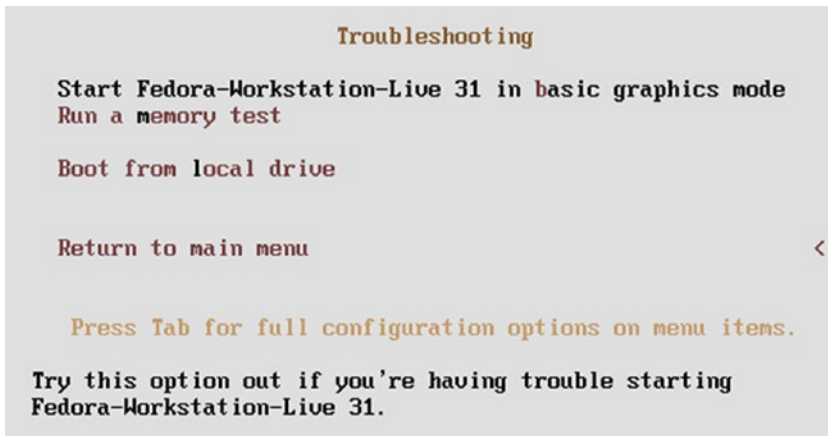 Troubleshooting
Start Fedora-Workstation-Live 31 in basic graphics mode
Run a memory test
Boot from local drive
Return to main menu <
Press Tab for full configuration options on menu items.
Try this option out if you're having trouble starting
Fedora-Workstation-Live 31.